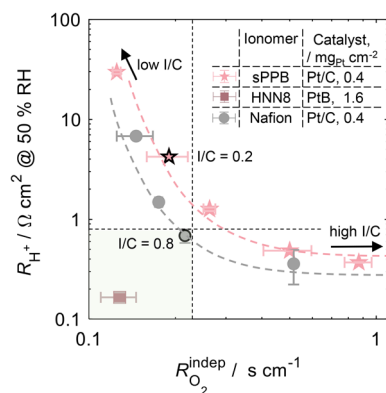 Ionomer Catalyst,
/ mg_Pt cm⁻²
sPPB Pt/C, 0.4
HNN8 PtB, 1.6
Nafion Pt/C, 0.4
low I/C
I/C = 0.2
I/C = 0.8
high I/C
100
10
1
0.1
0.1
1
R_H⁺ / Ω cm² @ 50 % RH
R_O₂^indep / s cm⁻¹